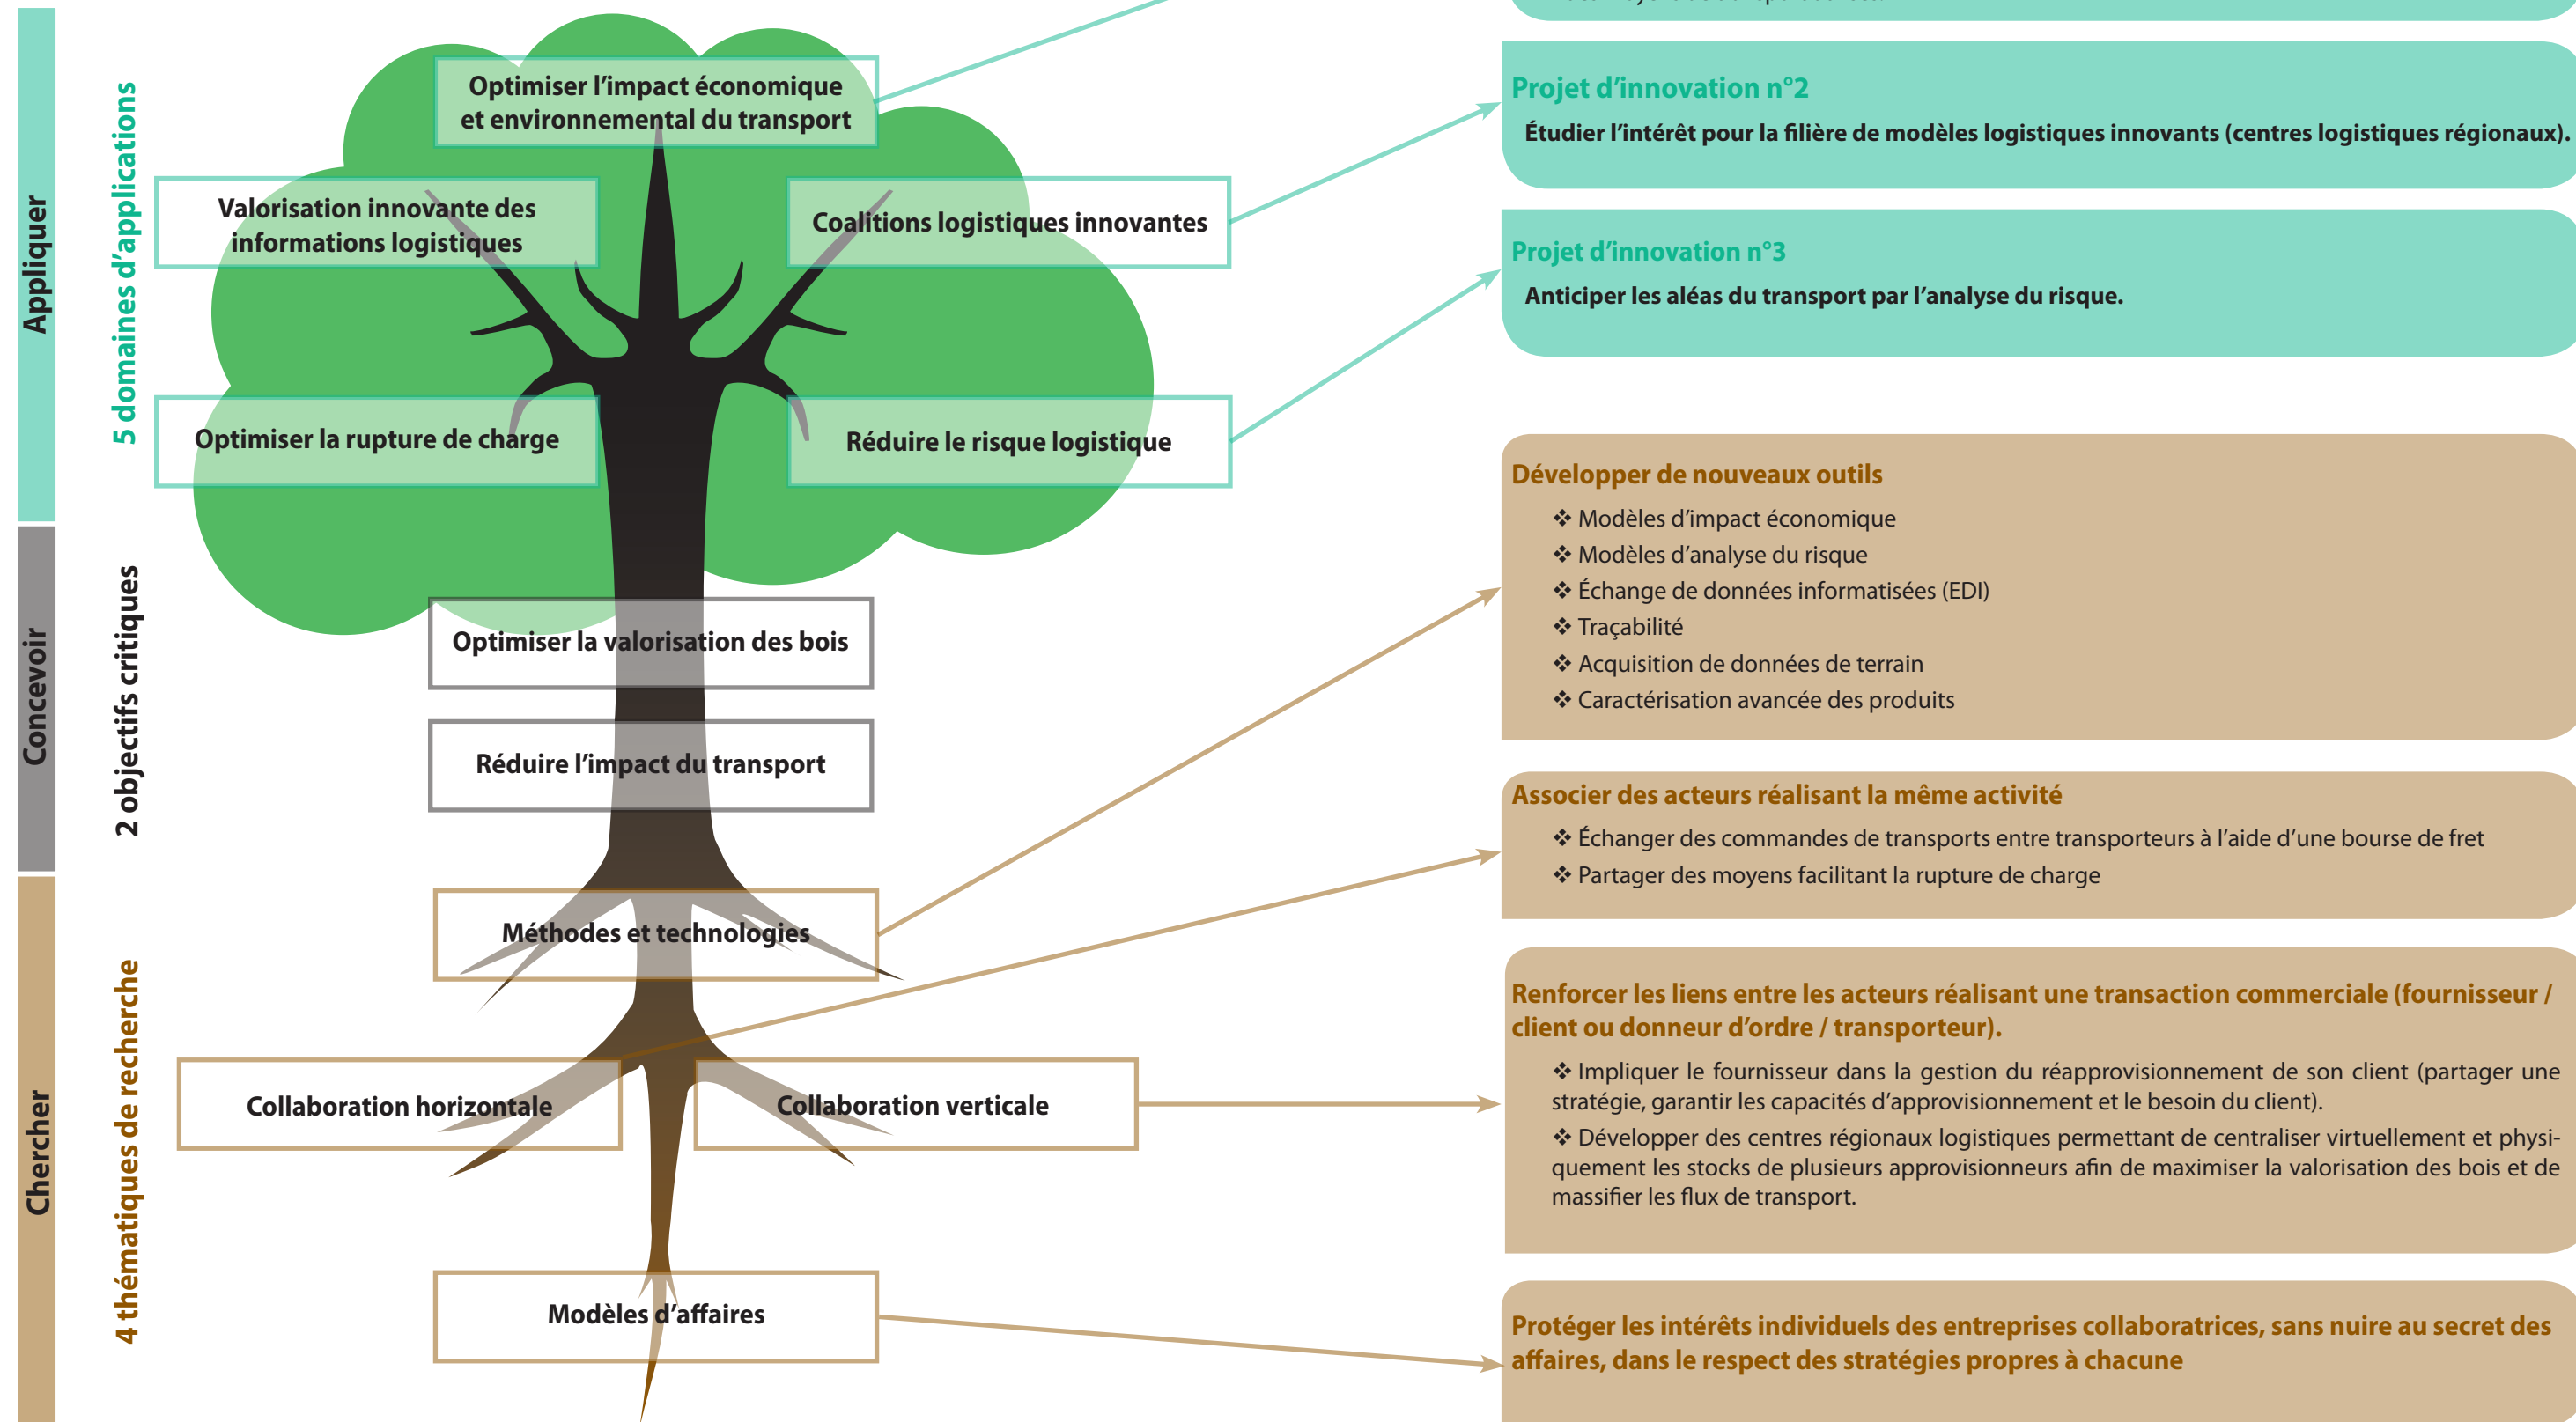 Appliquer
5 domaines d'applications
Optimiser l'impact économique
et environnemental du transport
Valorisation innovante des
informations logistiques
Coalitions logistiques innovantes
Optimiser la rupture de charge
Réduire le risque logistique
Projet d'innovation n°2
Étudier l'intérêt pour la filière de modèles logistiques innovants (centres logistiques régionaux).
Projet d'innovation n°3
Anticiper les aléas du transport par l'analyse du risque.
Concevoir
2 objectifs critiques
Optimiser la valorisation des bois
Réduire l'impact du transport
Chercher
4 thématiques de recherche
Méthodes et technologies
Collaboration horizontale
Collaboration verticale
Modèles d'affaires
Développer de nouveaux outils
❖ Modèles d'impact économique
❖ Modèles d'analyse du risque
❖ Échange de données informatisées (EDI)
❖ Traçabilité
❖ Acquisition de données de terrain
❖ Caractérisation avancée des produits
Associer des acteurs réalisant la même activité
❖ Échanger des commandes de transports entre transporteurs à l'aide d'une bourse de fret
❖ Partager des moyens facilitant la rupture de charge
Renforcer les liens entre les acteurs réalisant une transaction commerciale (fournisseur /
client ou donneur d'ordre / transporteur).
❖ Impliquer le fournisseur dans la gestion du réapprovisionnement de son client (partager une
stratégie, garantir les capacités d'approvisionnement et le besoin du client).
❖ Développer des centres régionaux logistiques permettant de centraliser virtuellement et physi-
quement les stocks de plusieurs approvisionneurs afin de maximiser la valorisation des bois et de
massifier les flux de transport.
Protéger les intérêts individuels des entreprises collaboratrices, sans nuire au secret des
affaires, dans le respect des stratégies propres à chacune